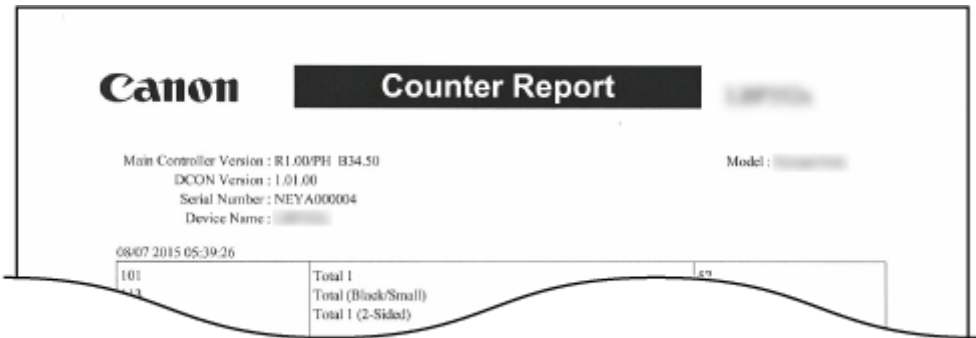 Canon
Counter Report
Main Controller Version : R1.00/PH B34.50
Model :
DCON Version : 1.01.00
Serial Number : NEYA000004
Device Name :
08/07 2015 05:39:26
101 Total 1
Total (Black/Small)
Total 1 (2-Sided)